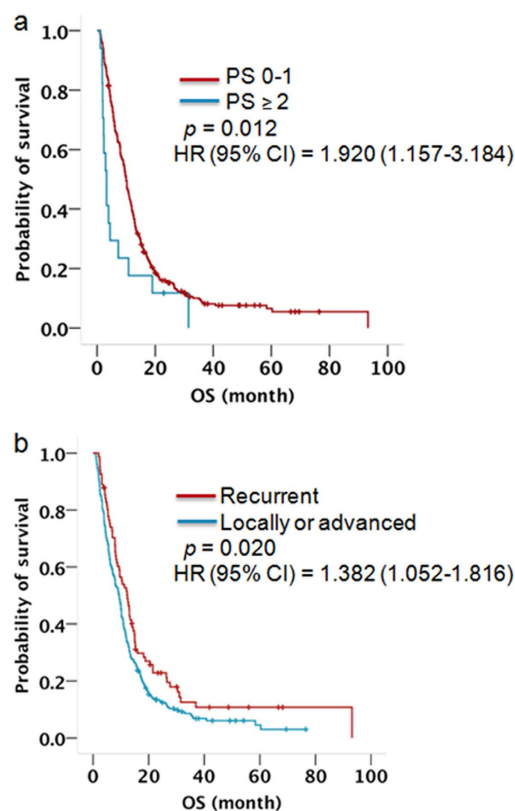 a
1.0
0.8
0.6
0.4
0.2
0.0
Probability of survival
PS 0-1
PS ≥ 2
p = 0.012
HR (95% CI) = 1.920 (1.157-3.184)
0 20 40 60 80 100
OS (month)
b
1.0
0.8
0.6
0.4
0.2
0.0
Probability of survival
Recurrent
Locally or advanced
p = 0.020
HR (95% CI) = 1.382 (1.052-1.816)
0 20 40 60 80 100
OS (month)